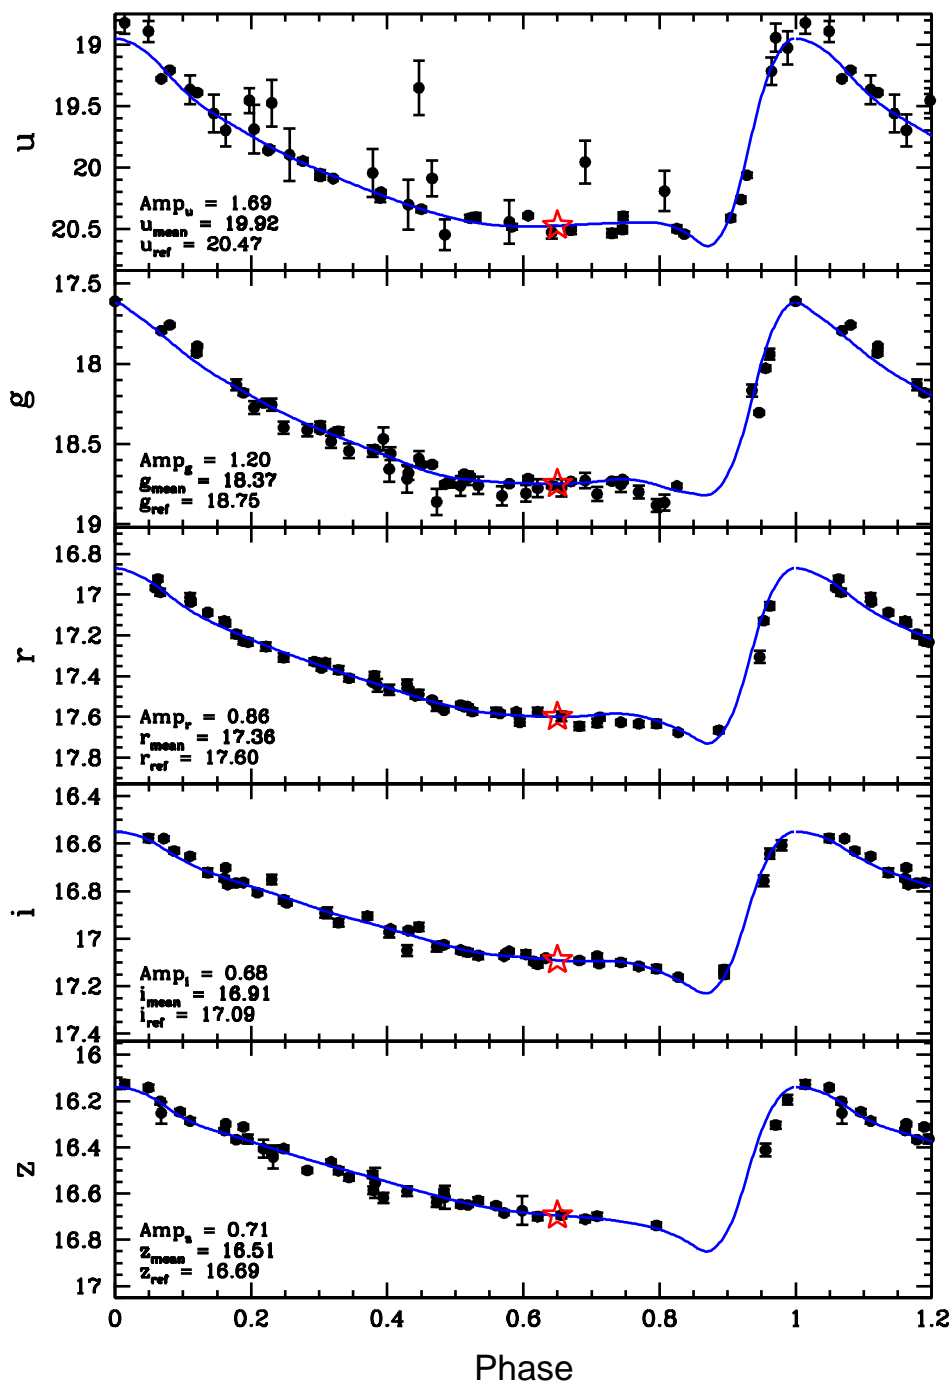 19
19.5
20
20.5
u
Amp_u = 1.69
u_mean = 19.92
u_ref = 20.47
17.5
18
18.5
19
g
Amp_g = 1.20
g_mean = 18.37
g_ref = 18.75
16.8
17
17.2
17.4
17.6
17.8
r
Amp_r = 0.86
r_mean = 17.36
r_ref = 17.60
16.4
16.6
16.8
17
17.2
17.4
i
Amp_i = 0.68
i_mean = 16.91
i_ref = 17.09
16
16.2
16.4
16.6
16.8
17
z
Amp_z = 0.71
z_mean = 16.51
z_ref = 16.69
0 0.2 0.4 0.6 0.8 1 1.2
Phase